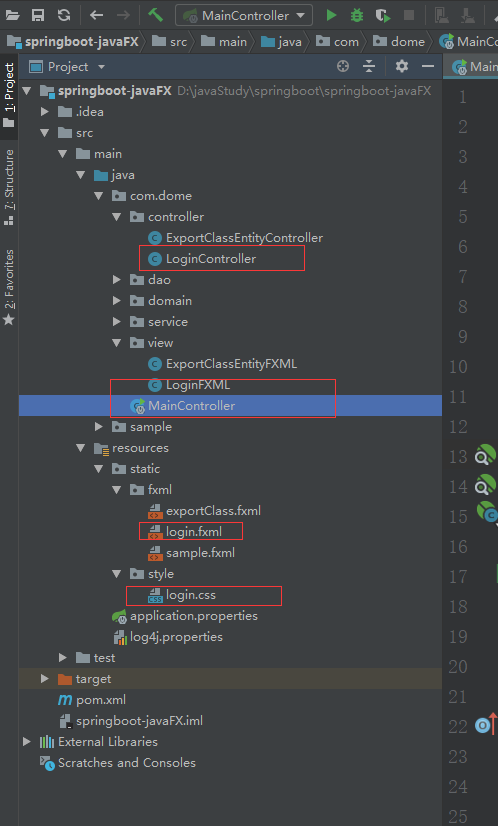 MainController
springboot-javaFX src main java com dome MainCo
1: Project
7: Structure
2: Favorites
Project
Main
springboot-javaFX D:\javaStudy\springboot\springboot-javaFX
.idea
src
main
java
com.dome
controller
ExportClassEntityController
LoginController
dao
domain
service
view
ExportClassEntityFXML
LoginFXML
MainController
sample
resources
static
fxml
exportClass.fxml
login.fxml
sample.fxml
style
login.css
application.properties
log4j.properties
test
target
pom.xml
springboot-javaFX.iml
External Libraries
Scratches and Consoles
1
2
3
4
5
6
7
8
9
10
11
12
13
14
15
16
17
18
19
20
21
22
23
24
25